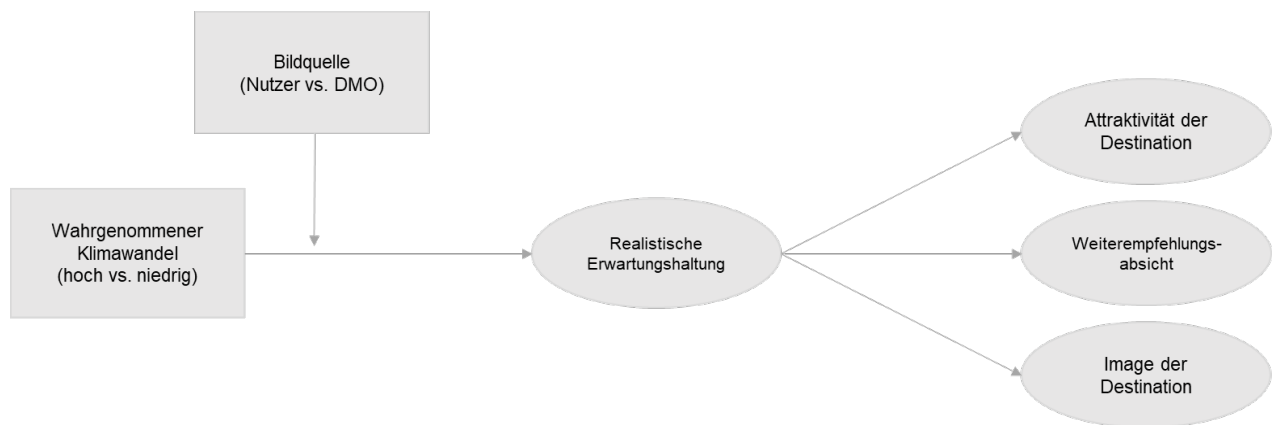 Bildquelle
(Nutzer vs. DMO)
Wahrgenommener
Klimawandel
(hoch vs. niedrig)
Realistische
Erwartungshaltung
Attraktivität der
Destination
Weiterempfehlungs-
absicht
Image der
Destination